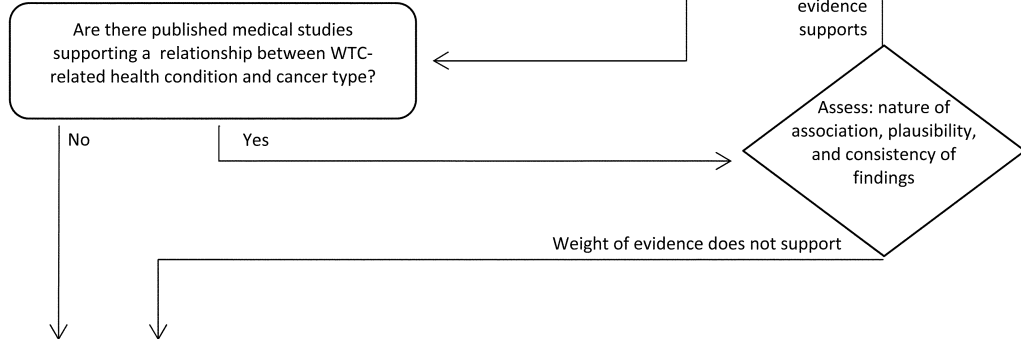 evidence
supports
Are there published medical studies
supporting a  relationship between WTC-
related health condition and cancer type?
Assess: nature of
association, plausibility,
and consistency of
findings
No
Yes
Weight of evidence does not support